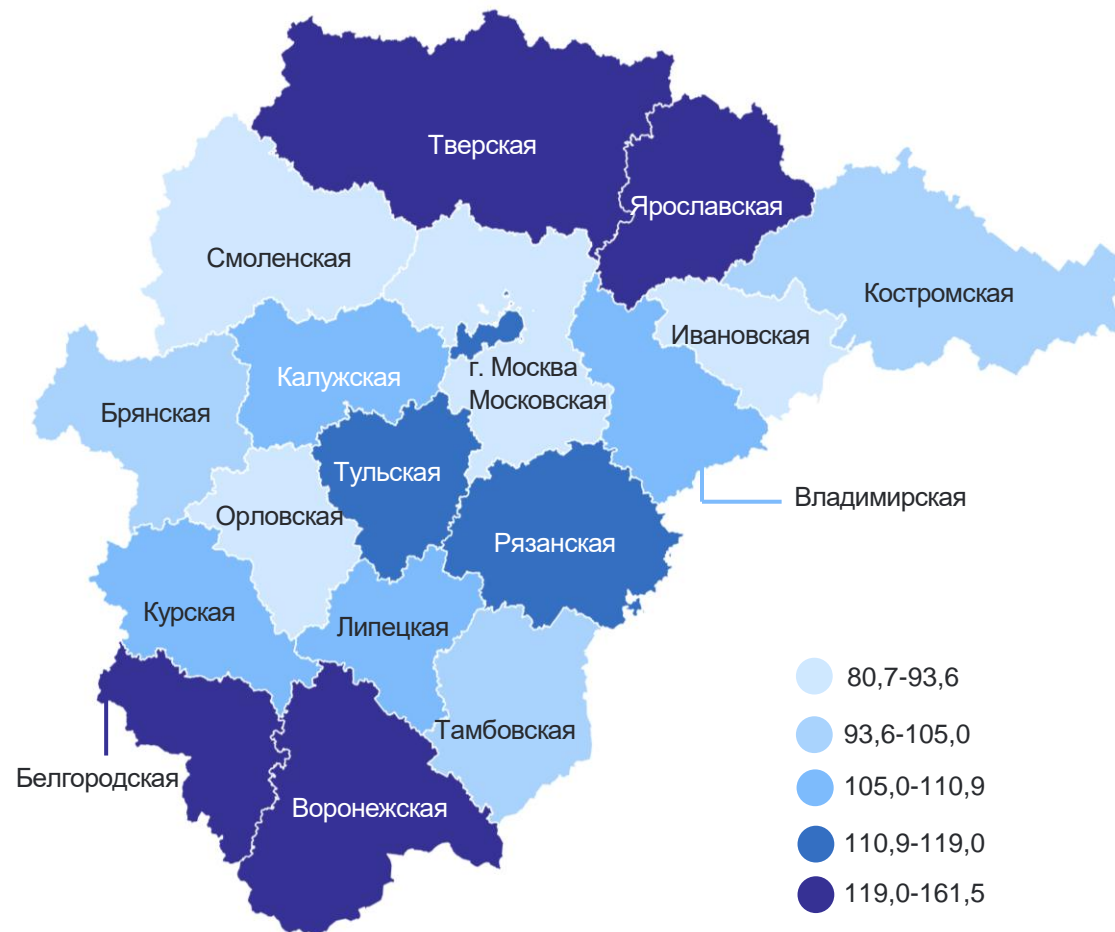 Тверская
Ярославская
Смоленская
Костромская
Ивановская
г. Москва
Московская
Калужская
Брянская
Тульская
Владимирская
Орловская
Рязанская
Курская
Липецкая
Тамбовская
Белгородская
Воронежская
80,7-93,6
93,6-105,0
105,0-110,9
110,9-119,0
119,0-161,5